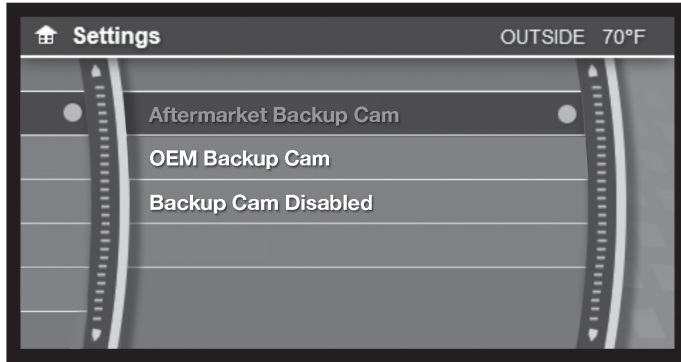 Settings
OUTSIDE 70°F
Aftermarket Backup Cam
OEM Backup Cam
Backup Cam Disabled